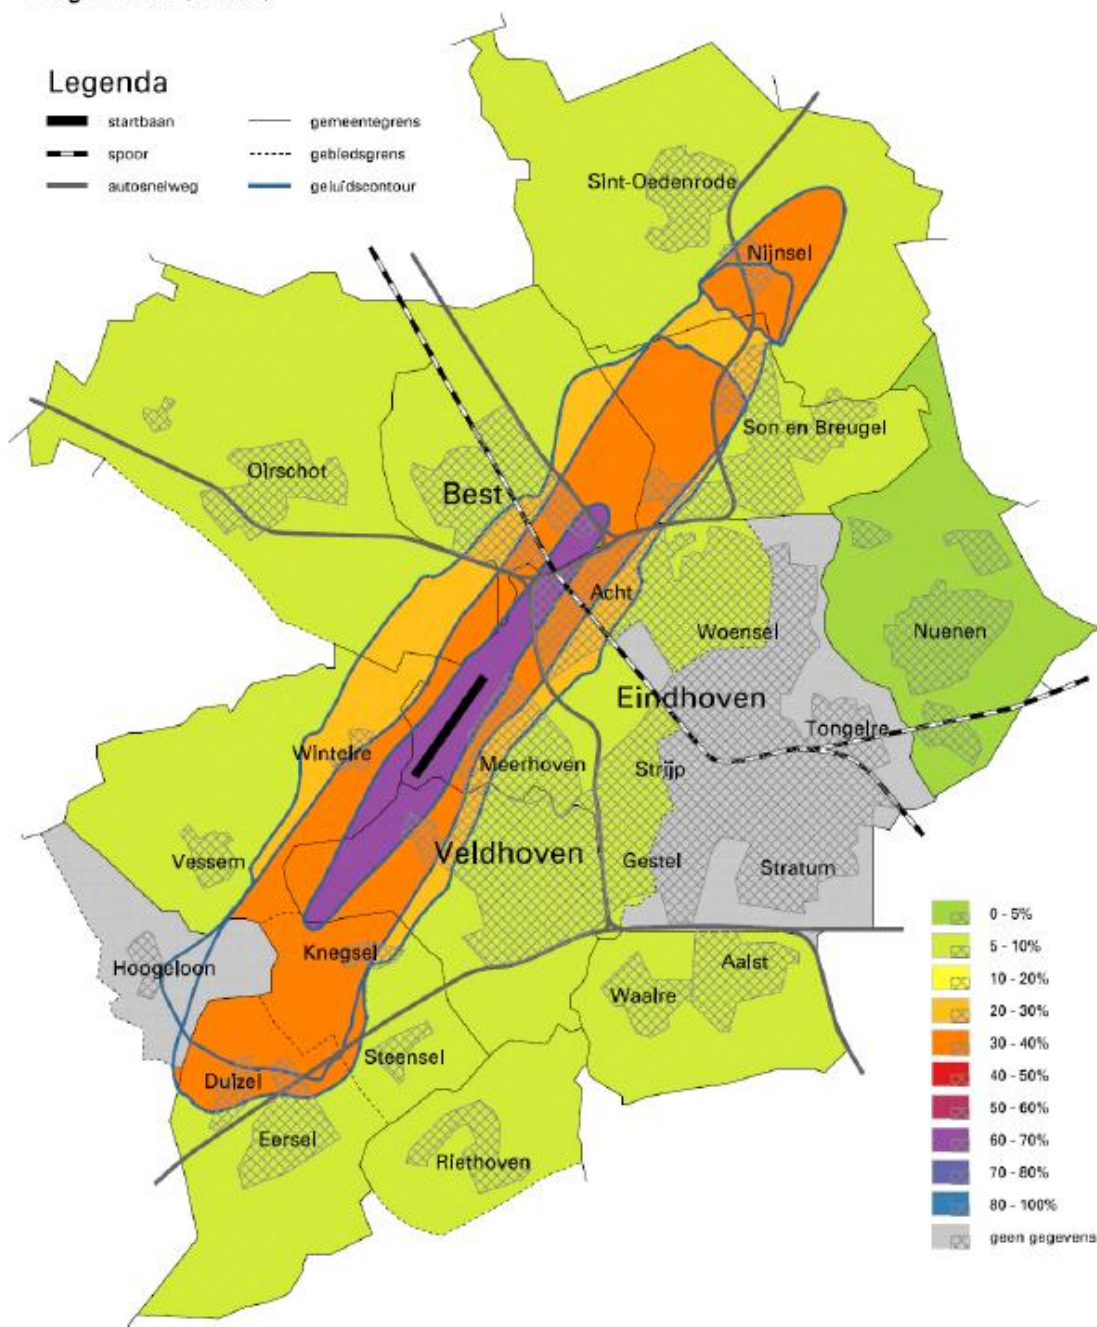 Legenda
startbaan
spoor
autosnelweg
gemeentegrens
gebiedsgrens
geluidscontour
Sint-Oedenrode
Nijnsel
Son en Breugel
Oirschot
Best
Acht
Woensel
Nuenen
Eindhoven
Tongelre
Wintelre
Meerhoven
Strijp
Vessem
Veldhoven
Gestel
Stratum
Knegsel
Hoogeloon
Aalst
Waalre
Steensel
Duizel
Eersel
Riethoven
0 - 5%
5 - 10%
10 - 20%
20 - 30%
30 - 40%
40 - 50%
50 - 60%
60 - 70%
70 - 80%
80 - 100%
geen gegevens